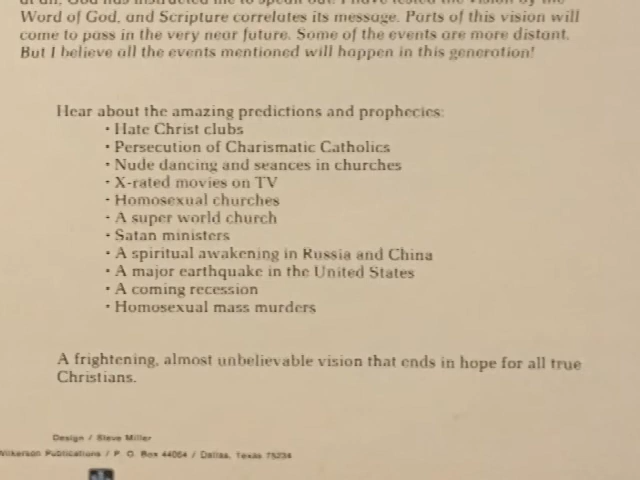 at all, God has instructed me to speak out. I have tested the vision by the
Word of God, and Scripture correlates its message. Parts of this vision will
come to pass in the very near future. Some of the events are more distant.
But I believe all the events mentioned will happen in this generation!
Hear about the amazing predictions and prophecies:
• Hate Christ clubs
• Persecution of Charismatic Catholics
• Nude dancing and seances in churches
• X-rated movies on TV
• Homosexual churches
• A super world church
• Satan ministers
• A spiritual awakening in Russia and China
• A major earthquake in the United States
• A coming recession
• Homosexual mass murders
A frightening, almost unbelievable vision that ends in hope for all true
Christians.
Design / Steve Miller
Wilkerson Publications / P. O. Box 44064 / Dallas, Texas 75234